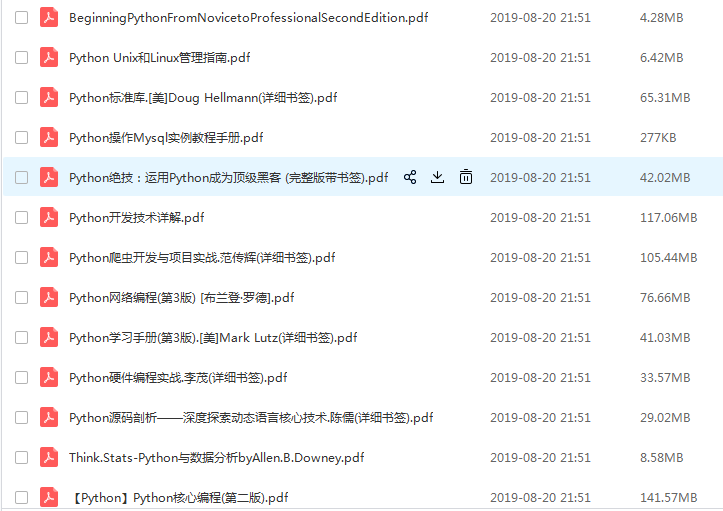 BeginningPythonFromNovicetoProfessionalSecondEdition.pdf 2019-08-20 21:51 4.28MB
Python Unix和Linux管理指南.pdf 2019-08-20 21:51 6.42MB
Python标准库.[美]Doug Hellmann(详细书签).pdf 2019-08-20 21:51 65.31MB
Python操作Mysql实例教程手册.pdf 2019-08-20 21:51 277KB
Python绝技：运用Python成为顶级黑客 (完整版带书签).pdf 2019-08-20 21:51 42.02MB
Python开发技术详解.pdf 2019-08-20 21:51 117.06MB
Python爬虫开发与项目实战.范传辉(详细书签).pdf 2019-08-20 21:51 105.44MB
Python网络编程(第3版) [布兰登·罗德].pdf 2019-08-20 21:51 76.66MB
Python学习手册(第3版).[美]Mark Lutz(详细书签).pdf 2019-08-20 21:51 41.03MB
Python硬件编程实战.李茂(详细书签).pdf 2019-08-20 21:51 33.57MB
Python源码剖析——深度探索动态语言核心技术.陈儒(详细书签).pdf 2019-08-20 21:51 29.02MB
Think.Stats-Python与数据分析byAllen.B.Downey.pdf 2019-08-20 21:51 8.58MB
【Python】Python核心编程(第二版).pdf 2019-08-20 21:51 141.57MB